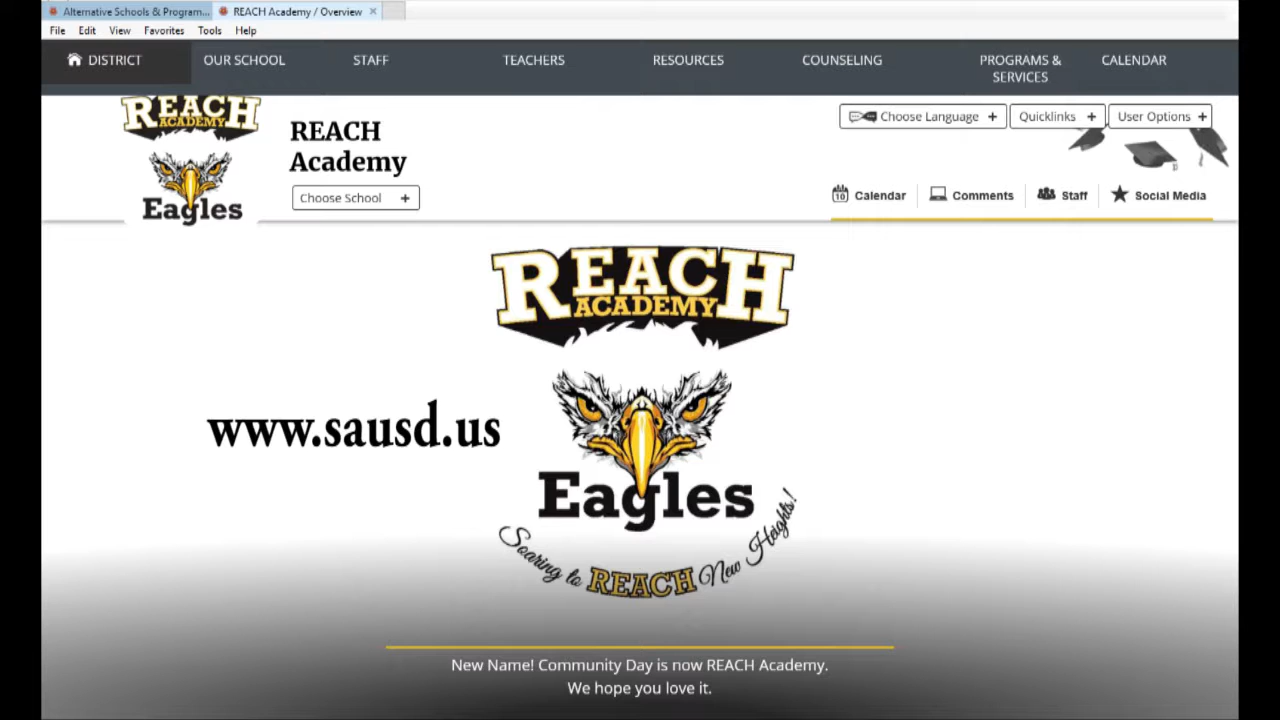 Alternative Schools & Program...
REACH Academy / Overview
File Edit View Favorites Tools Help
DISTRICT OUR SCHOOL STAFF TEACHERS RESOURCES COUNSELING PROGRAMS & SERVICES CALENDAR
REACH
ACADEMY
Eagles
REACH
Academy
Choose School +
Choose Language +
Quicklinks +
User Options +
10 Calendar
Comments
Staff
Social Media
REACH
ACADEMY
www.sausd.us
Eagles
Soaring to REACH New Heights!
New Name! Community Day is now REACH Academy.
We hope you love it.